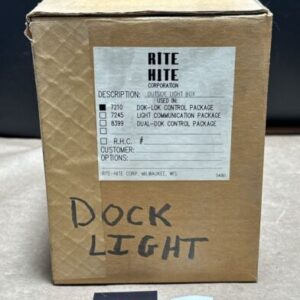 RITE
HITE
CORPORATION
DESCRIPTION: OUTSIDE LIGHT BOX
USED IN:
7210 DOK-LOK CONTROL PACKAGE
7245 LIGHT COMMUNICATION PACKAGE
8399 DUAL-DOK CONTROL PACKAGE
R.H.C. #
CUSTOMER:
OPTIONS:
RITE-HITE CORP. MILWAUKEE, WIS
DOCK
LIGHT